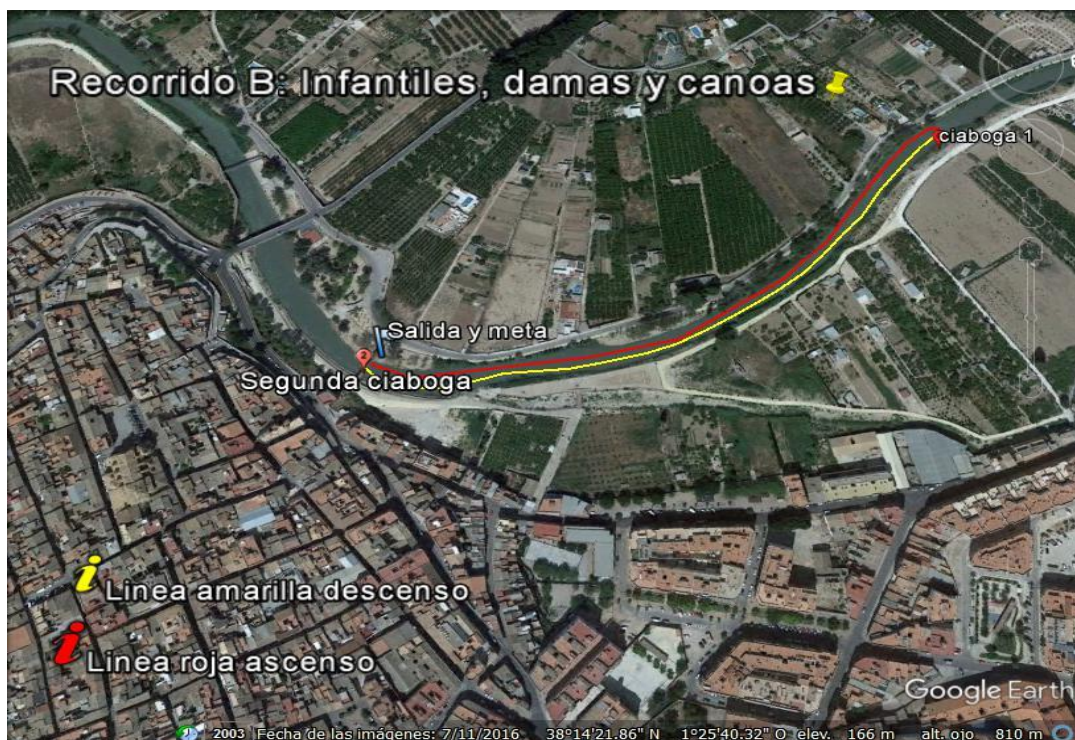 Recorrido B: Infantiles, damas y canoas
ciaboga 1
Salida y meta
2
Segunda ciaboga
Linea amarilla descenso
Linea roja ascenso
Google Earth
2003 Fecha de las imágenes: 7/11/2016 38°14'21.86" N 1°25'40.32" O elev. 166 m alt. ojo 810 m